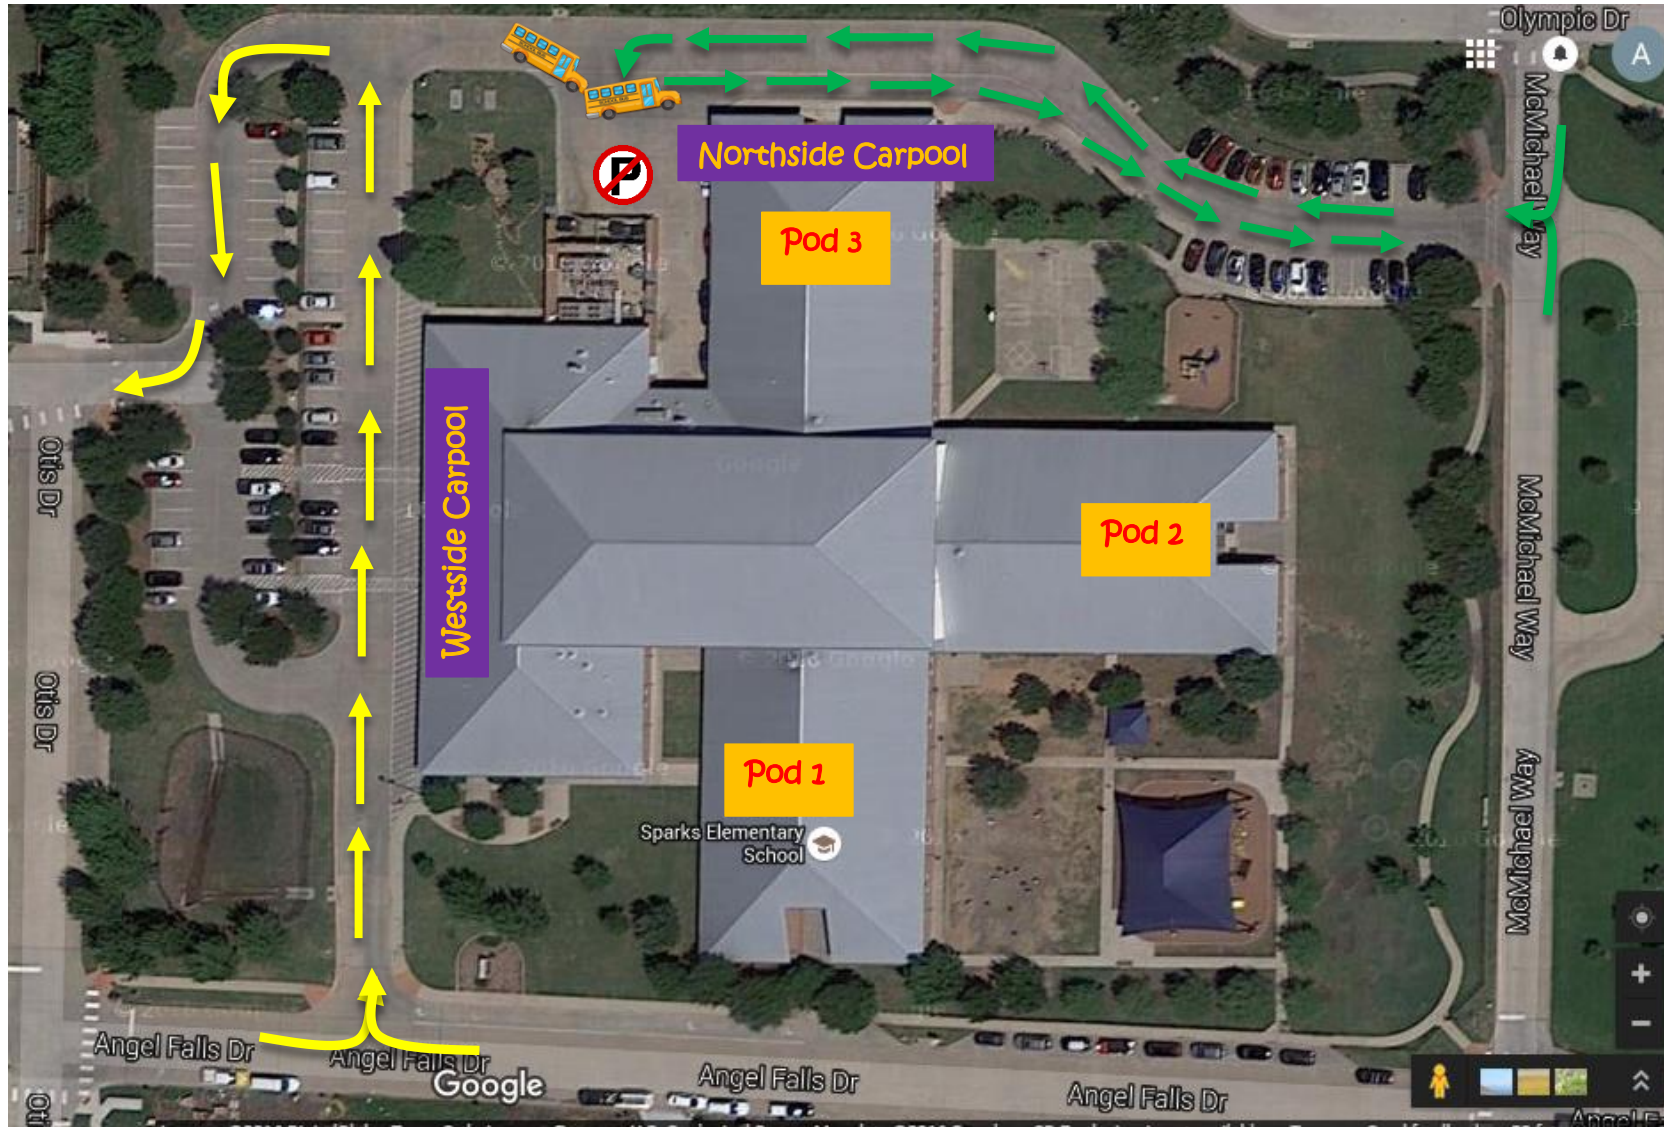 Olympic Dr
A
McMichael Way
Northside Carpool
P
Pod 3
Westside Carpool
Otis Dr
Pod 2
McMichael Way
Otis Dr
Pod 1
McMichael Way
Sparks Elementary
School
Angel Falls Dr
Angel Falls Dr
Google
Angel Falls Dr
Angel Falls Dr